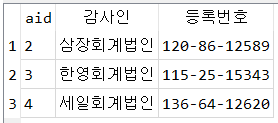 aid 감사인 등록번호
1 2 삼장회계법인 120-86-12589
2 3 한영회계법인 115-25-15343
3 4 세일회계법인 136-64-12620